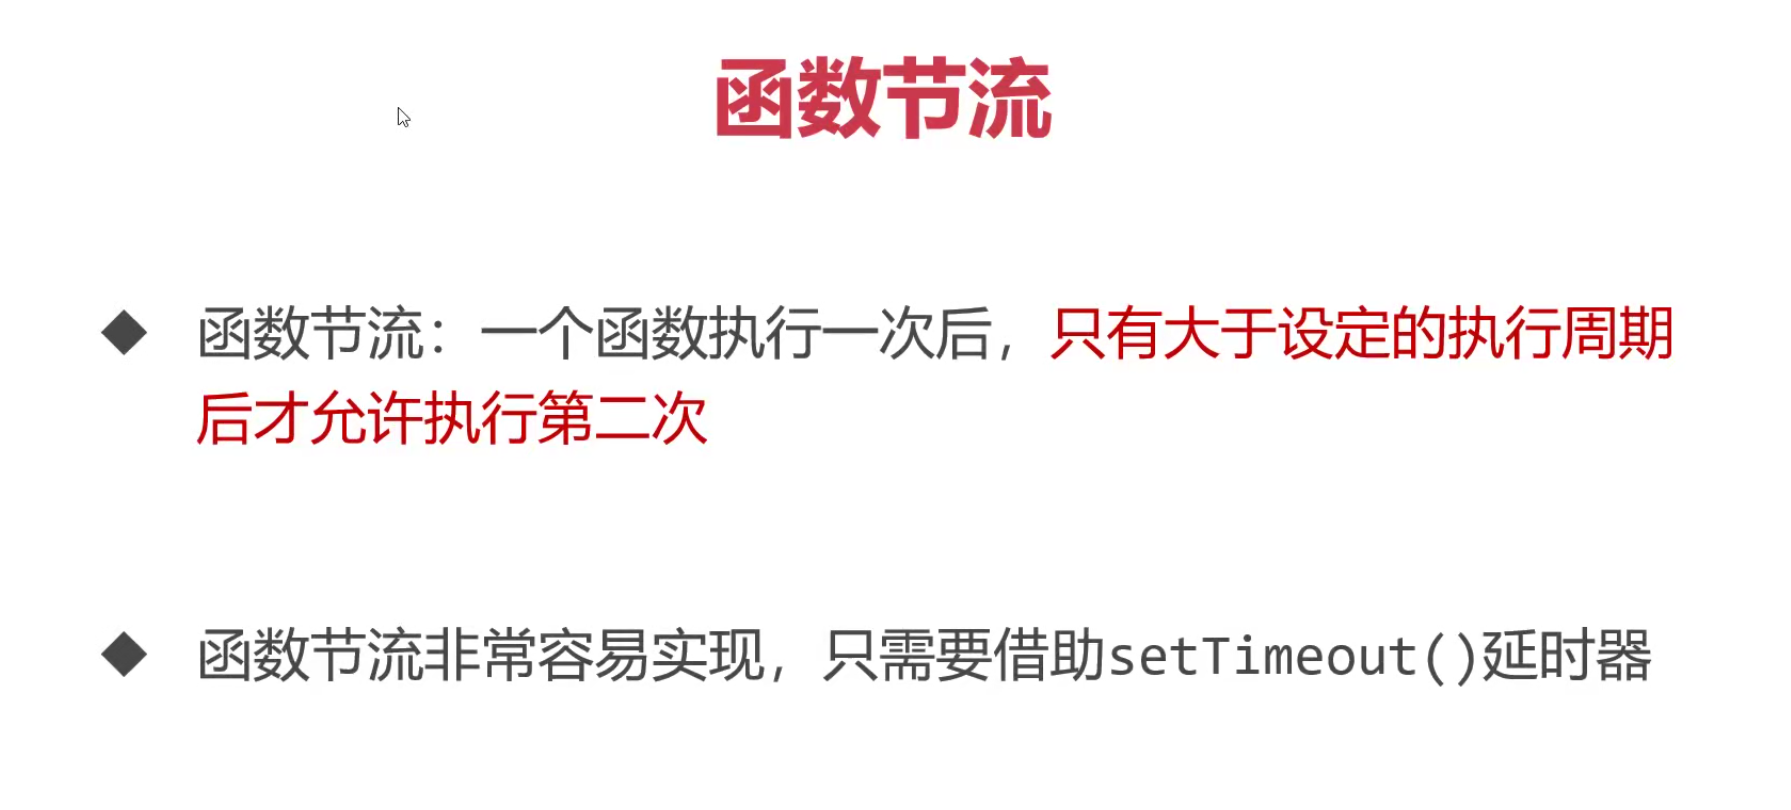 函数节流
函数节流：一个函数执行一次后，只有大于设定的执行周期
后才允许执行第二次
函数节流非常容易实现，只需要借助setTimeout()延时器